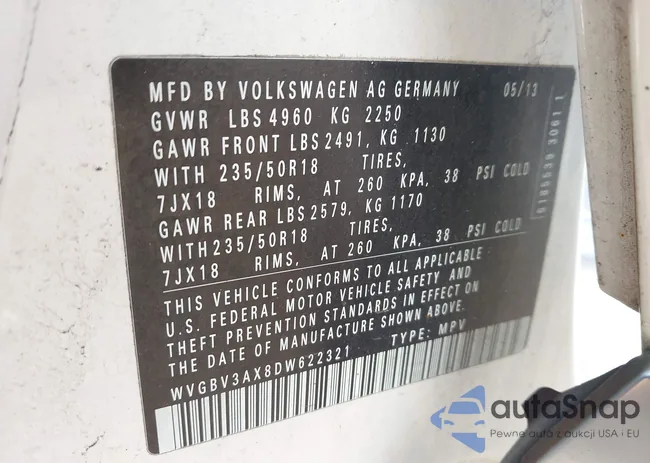 MFD BY VOLKSWAGEN AG GERMANY 05/13
GVWR LBS 4960 KG 2250
GAWR FRONT LBS 2491, KG 1130
WITH 235/50R18 TIRES,
7JX18 RIMS, AT 260 KPA, 38 PSI COLD
GAWR REAR LBS 2579, KG 1170
WITH 235/50R18 TIRES,
7JX18 RIMS, AT 260 KPA, 38 PSI COLD
THIS VEHICLE CONFORMS TO ALL APPLICABLE
U.S. FEDERAL MOTOR VEHICLE SAFETY AND
THEFT PREVENTION STANDARDS IN EFFECT ON
THE DATE OF MANUFACTURE SHOWN ABOVE.
TYPE: MPV
WVGBV3AX8DW622321
autoSnap
Pewne auta z aukcji USA i EU